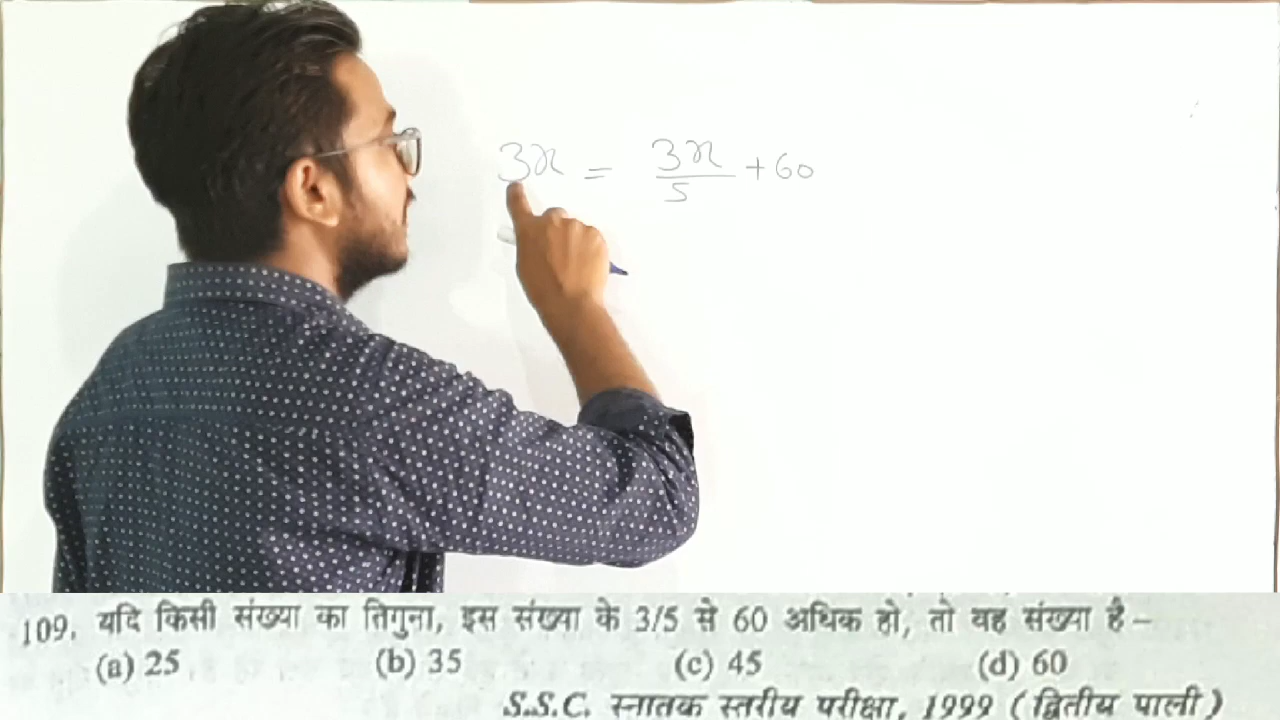 3x = 3x/5 + 60
109. यदि किसी संख्या का तिगुना, इस संख्या के 3/5 से 60 अधिक हो, तो वह संख्या है –
(a) 25 (b) 35 (c) 45 (d) 60
S.S.C. स्नातक स्तरीय परीक्षा, 1999 ( द्वितीय पाली )